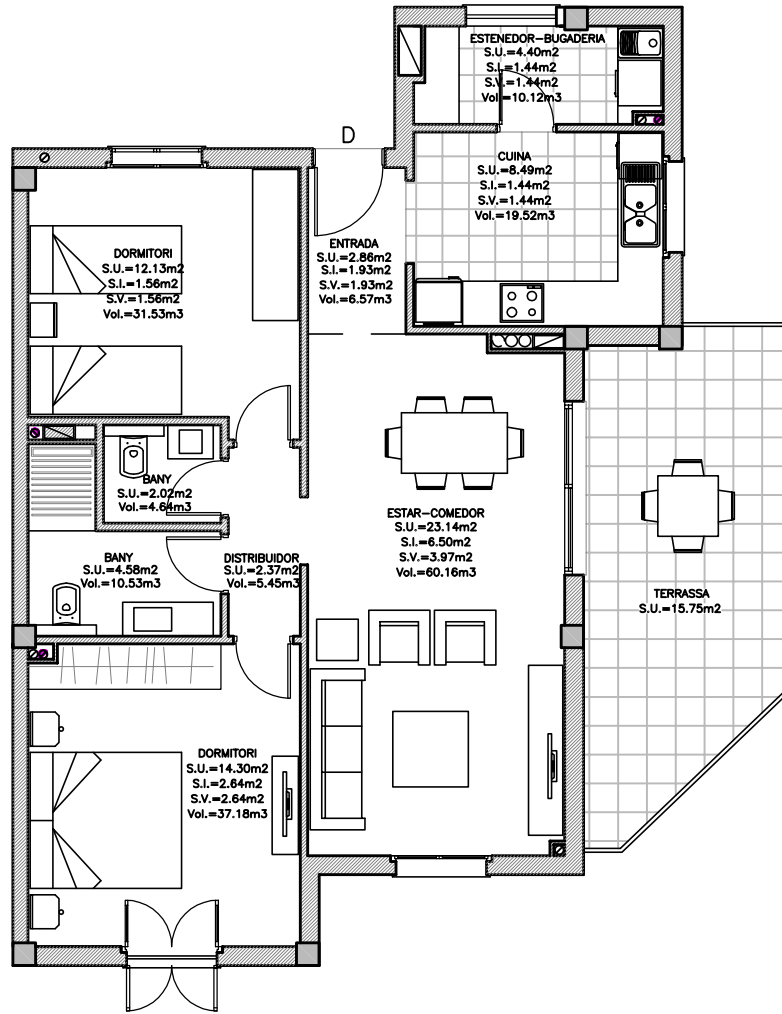 ESTENEDOR-BUGADERIA
S.U.=4.40m2
S.I.=1.44m2
S.V.=1.44m2
Vol=10.12m3
D
CUINA
S.U.=8.49m2
S.I.=1.44m2
S.V.=1.44m2
Vol.=19.52m3
DORMITORI
S.U.=12.13m2
S.I.=1.56m2
S.V.=1.56m2
Vol.=31.53m3
ENTRADA
S.U.=2.86m2
S.I.=1.93m2
S.V.=1.93m2
Vol.=6.57m3
BANY
S.U.=2.02m2
Vol.=4.64m3
ESTAR-COMEDOR
S.U.=23.14m2
S.I.=6.50m2
S.V.=3.97m2
Vol.=60.16m3
BANY
S.U.=4.58m2
Vol.=10.53m3
DISTRIBUIDOR
S.U.=2.37m2
Vol.=5.45m3
TERRASSA
S.U.=15.75m2
DORMITORI
S.U.=14.30m2
S.I.=2.64m2
S.V.=2.64m2
Vol.=37.18m3